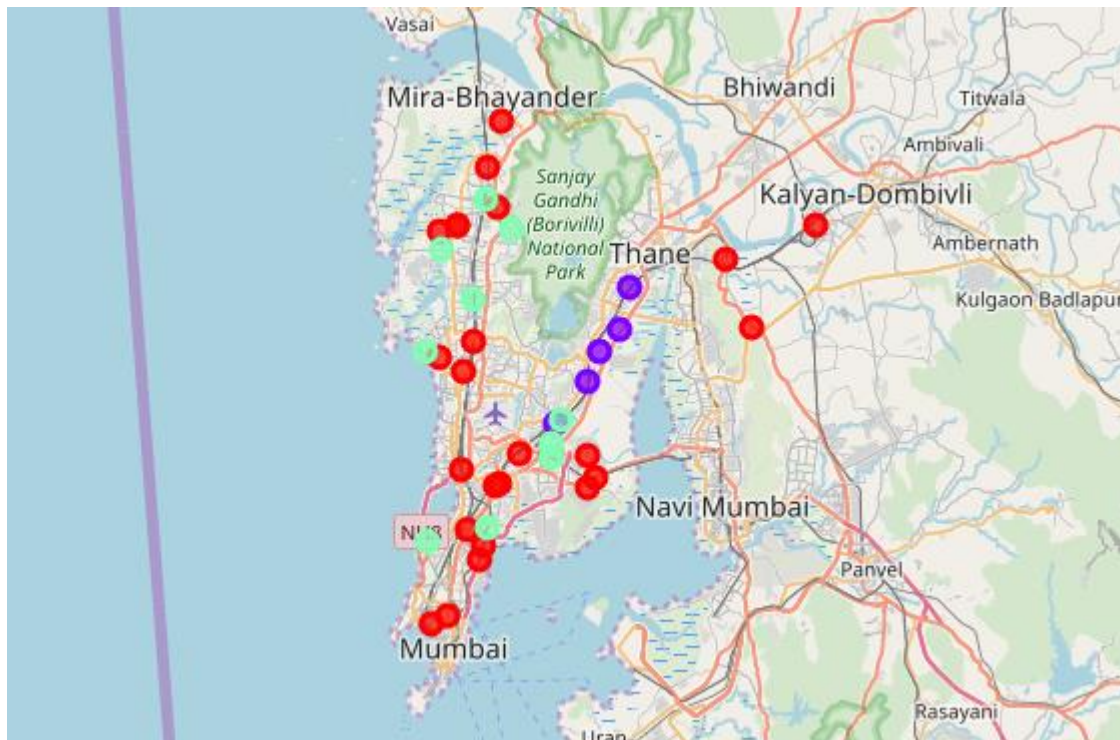 Vasai
Mira-Bhayander
Bhiwandi
Titwala
Ambivali
Sanjay
Gandhi
(Borivilli)
National
Park
Kalyan-Dombivli
Thane
Ambernath
Kulgaon Badlapur
Navi Mumbai
Panvel
Mumbai
Rasayani
Uran